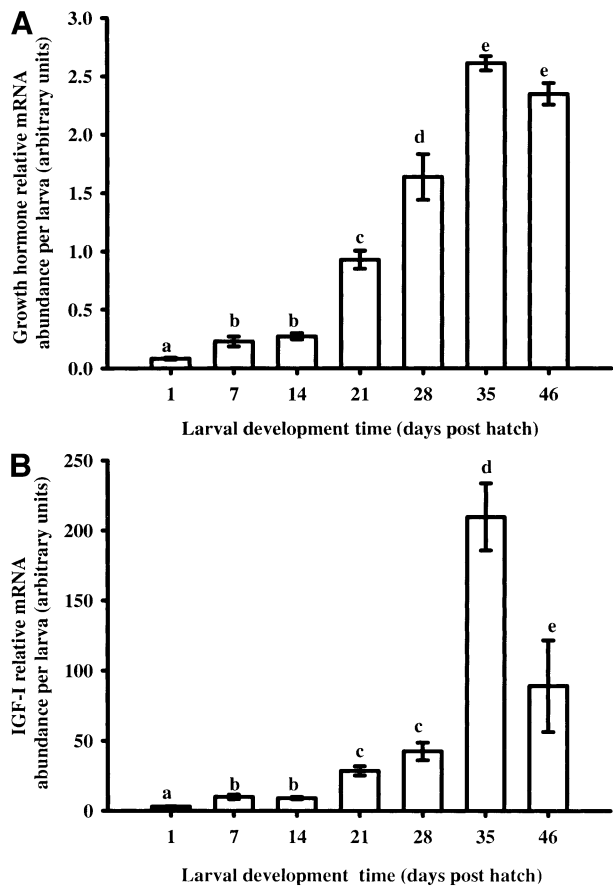 A
Growth hormone relative mRNA
abundance per larva (arbitrary units)
3.0
2.5
2.0
1.5
1.0
0.5
0.0
a
b
b
c
d
e
e
1 7 14 21 28 35 46
Larval development time (days post hatch)
B
IGF-I relative mRNA
abundance per larva (arbitrary units)
250
200
150
100
50
0
a
b
b
c
c
d
e
1 7 14 21 28 35 46
Larval development time (days post hatch)